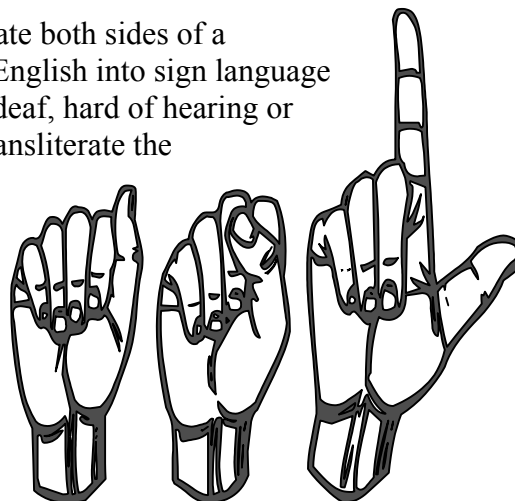 ate both sides of a
English into sign language
deaf, hard of hearing or
ansliterate the